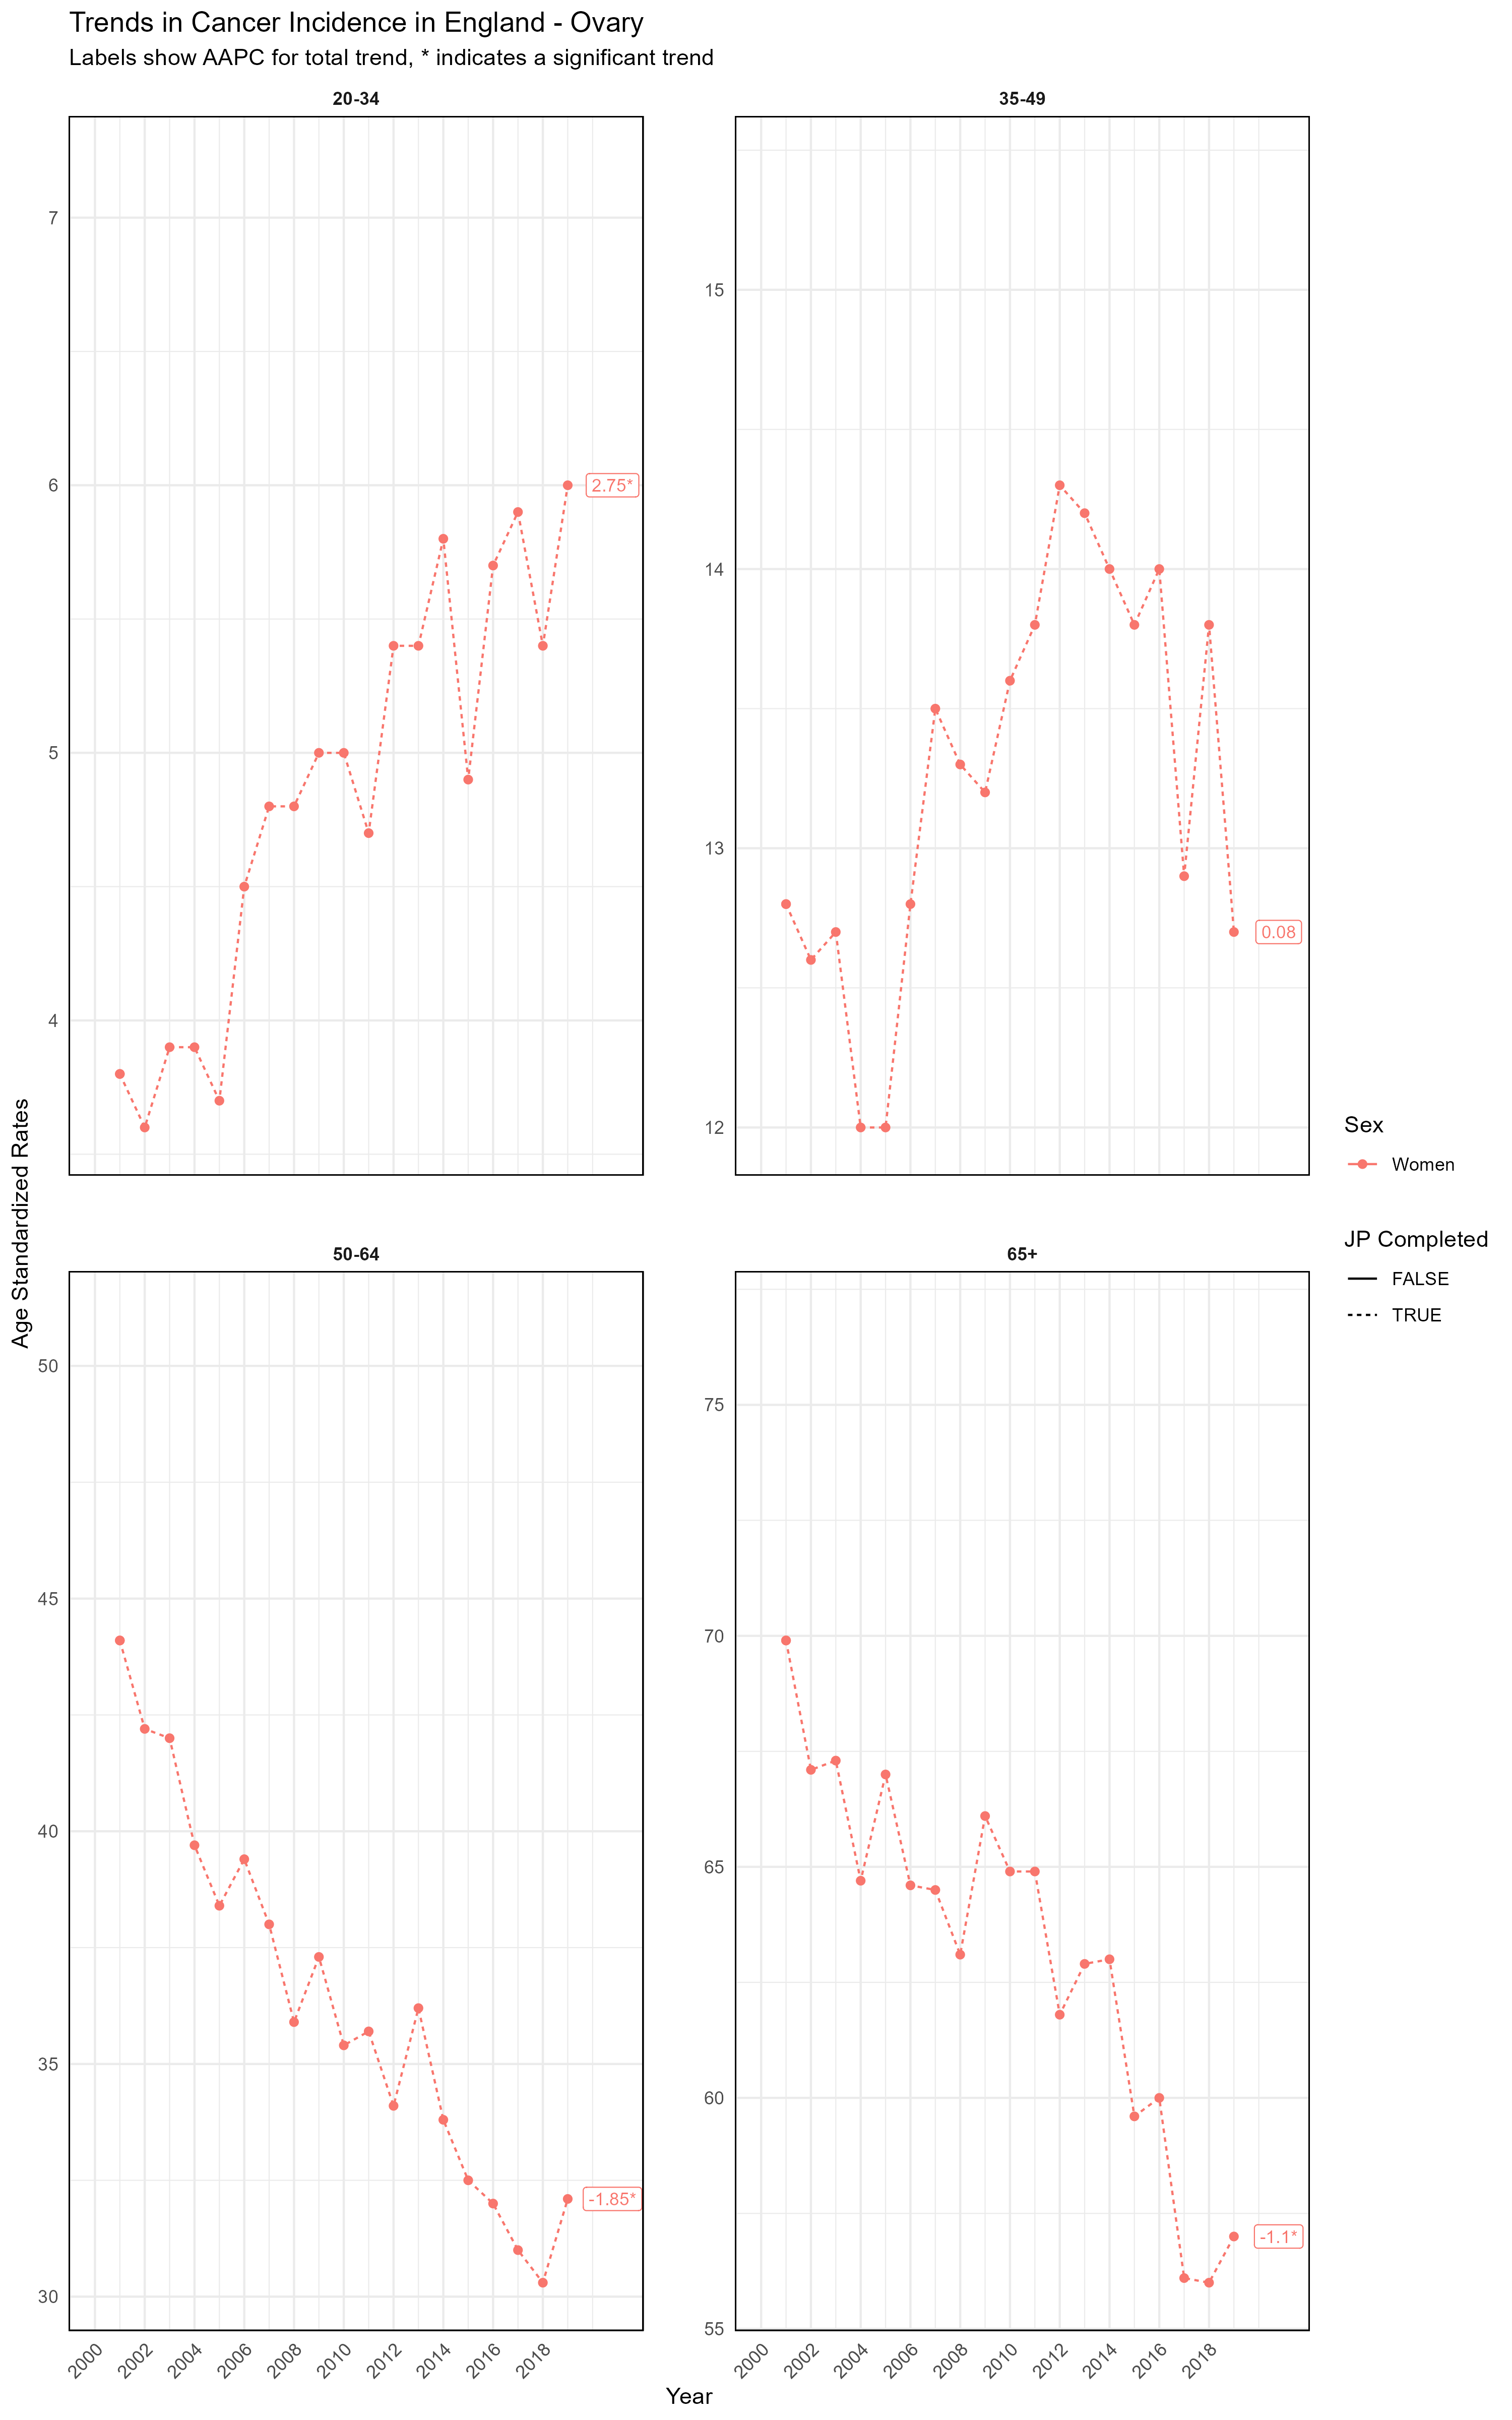 Trends in Cancer Incidence in England - Ovary
Labels show AAPC for total trend, * indicates a significant trend
20-34
35-49
7
6
5
4
2.75*
15
14
13
12
0.08
Age Standardized Rates
50-64
65+
50
45
40
35
30
-1.85*
75
70
65
60
55
-1.1*
2000 2002 2004 2006 2008 2010 2012 2014 2016 2018
2000 2002 2004 2006 2008 2010 2012 2014 2016 2018
Year
Sex
Women
JP Completed
FALSE
TRUE